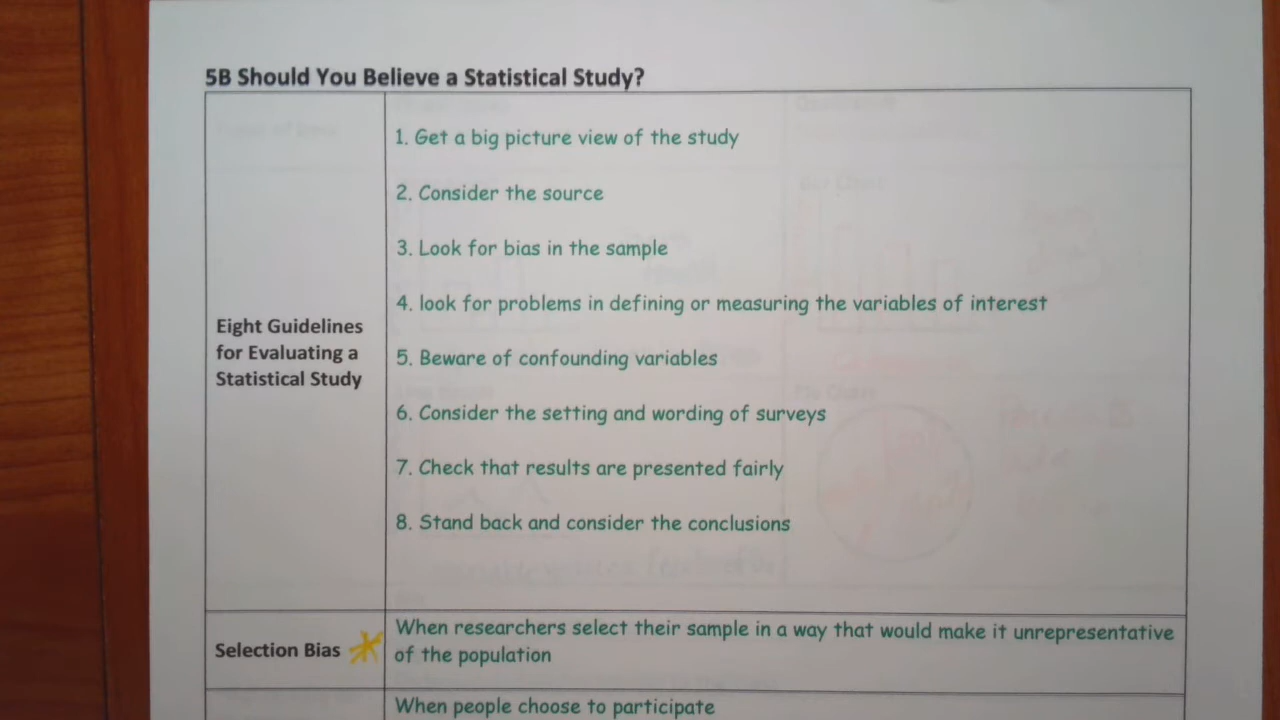 5B Should You Believe a Statistical Study?
Eight Guidelines
for Evaluating a
Statistical Study
1. Get a big picture view of the study
2. Consider the source
3. Look for bias in the sample
4. look for problems in defining or measuring the variables of interest
5. Beware of confounding variables
6. Consider the setting and wording of surveys
7. Check that results are presented fairly
8. Stand back and consider the conclusions
Selection Bias
When researchers select their sample in a way that would make it unrepresentative
of the population
When people choose to participate